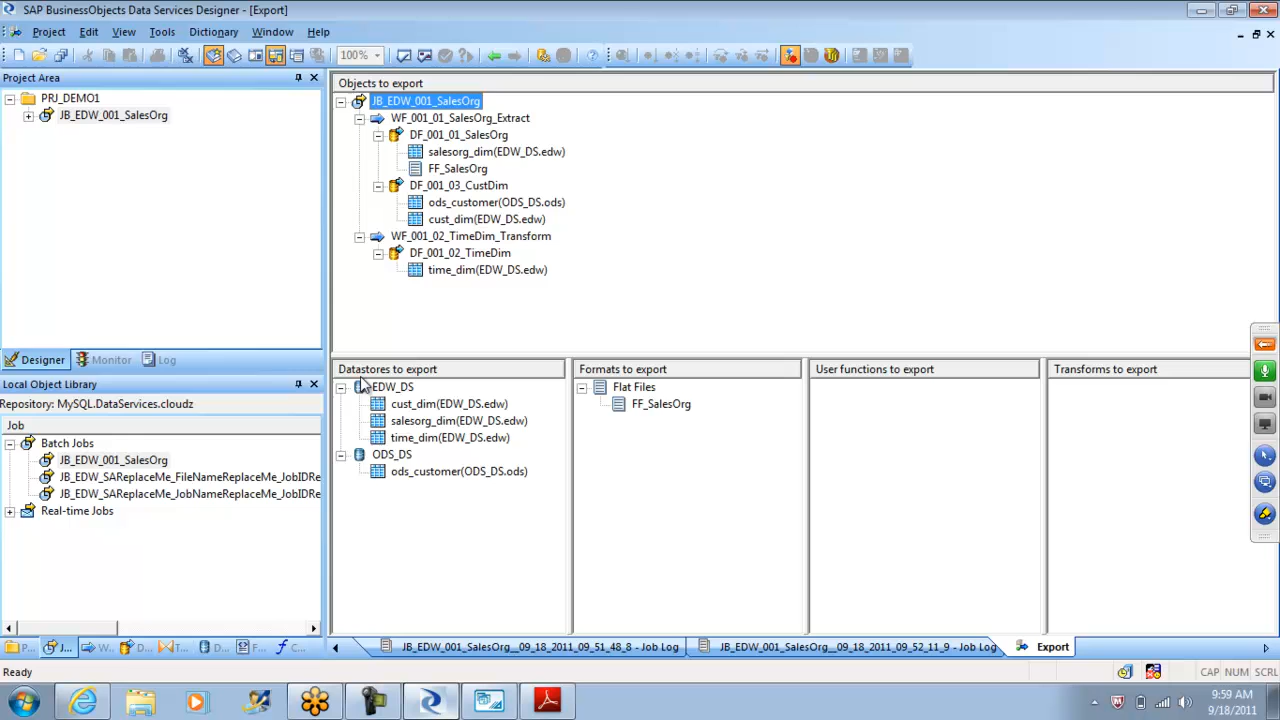 SAP BusinessObjects Data Services Designer - [Export]
Project Edit View Tools Dictionary Window Help
100%
Project Area
PRJ_DEMO1
JB_EDW_001_SalesOrg
Objects to export
JB_EDW_001_SalesOrg
WF_001_01_SalesOrg_Extract
DF_001_01_SalesOrg
salesorg_dim(EDW_DS.edw)
FF_SalesOrg
DF_001_03_CustDim
ods_customer(ODS_DS.ods)
cust_dim(EDW_DS.edw)
WF_001_02_TimeDim_Transform
DF_001_02_TimeDim
time_dim(EDW_DS.edw)
Designer Monitor Log
Local Object Library
Repository: MySQL.DataServices.cloudz
Job
Batch Jobs
JB_EDW_001_SalesOrg
JB_EDW_SAReplaceMe_FileNameReplaceMe_JobIDRe
JB_EDW_SAReplaceMe_JobNameReplaceMe_JobIDRe
Real-time Jobs
Datastores to export
EDW_DS
cust_dim(EDW_DS.edw)
salesorg_dim(EDW_DS.edw)
time_dim(EDW_DS.edw)
ODS_DS
ods_customer(ODS_DS.ods)
Formats to export
Flat Files
FF_SalesOrg
User functions to export
Transforms to export
P... J... W... D... T... D... F... C...
JB_EDW_001_SalesOrg__09_18_2011_09_51_48_8 - Job Log
JB_EDW_001_SalesOrg__09_18_2011_09_52_11_9 - Job Log
Export
Ready
CAP NUM SCRL
9:59 AM
9/18/2011